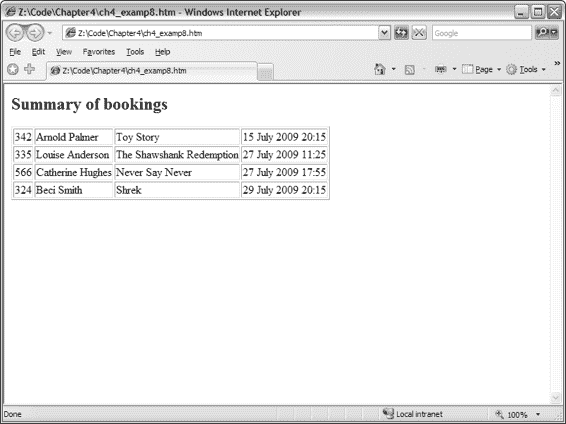 Z:\Code\Chapter4\ch4_examp8.htm - Windows Internet Explorer
Z:\Code\Chapter4\ch4_examp8.htm
Google
File Edit View Favorites Tools Help
Z:\Code\Chapter4\ch4_examp8.htm
Page Tools
Summary of bookings
342 Arnold Palmer Toy Story 15 July 2009 20:15
335 Louise Anderson The Shawshank Redemption 27 July 2009 11:25
566 Catherine Hughes Never Say Never 27 July 2009 17:55
324 Beci Smith Shrek 29 July 2009 20:15
Done Local intranet 100%